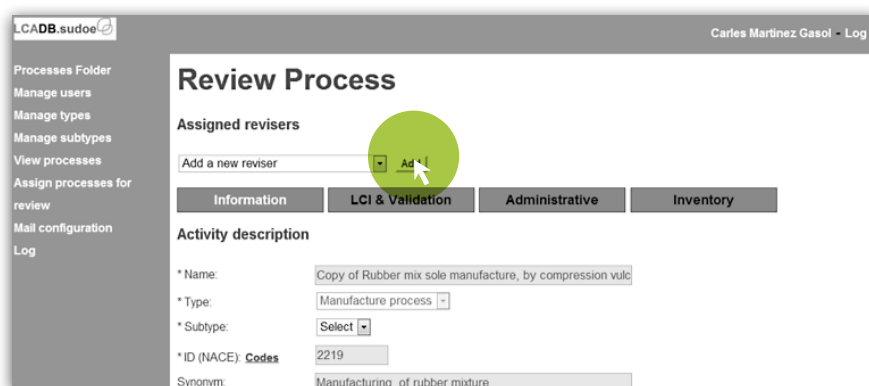 LCADB.sudoe
Carles Martinez Gasol - Log
Processes Folder
Manage users
Manage types
Manage subtypes
View processes
Assign processes for
review
Mail configuration
Log
Review Process
Assigned revisers
Add a new reviser
Add
Information
LCI & Validation
Administrative
Inventory
Activity description
* Name: Copy of Rubber mix sole manufacture, by compression vulc
* Type: Manufacture process
* Subtype: Select
* ID (NACE): Codes 2219
Synonym: Manufacturing of rubber mixture